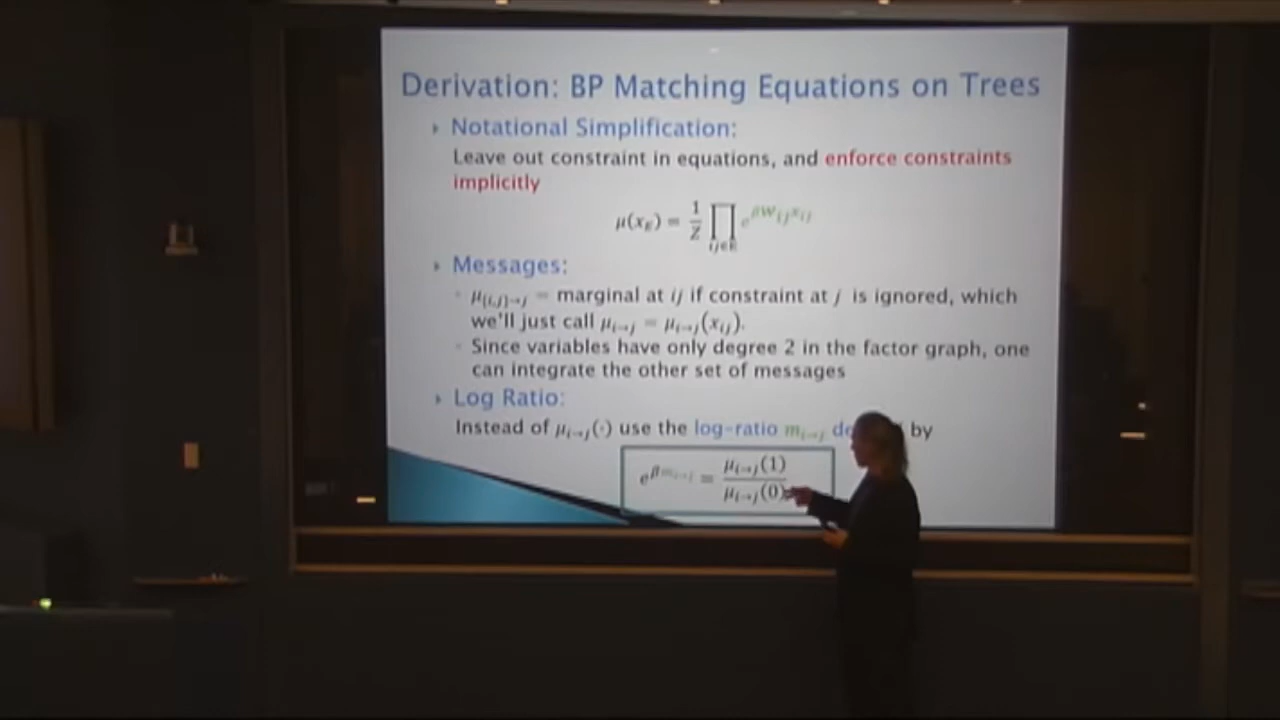 Derivation: BP Matching Equations on Trees
Notational Simplification:
Leave out constraint in equations, and enforce constraints
implicitly
μ(x_E) = 1/Z ∏_{ij∈E} e^{βw_{ij}x_{ij}}
Messages:
μ_{{i,j}→j} = marginal at ij if constraint at j is ignored, which
we'll just call μ_{i→j} = μ_{i→j}(x_{ij}).
Since variables have only degree 2 in the factor graph, one
can integrate the other set of messages
Log Ratio:
Instead of μ_{i→j}(·) use the log-ratio m_{i→j} by
e^{βm_{i→j}} = μ_{i→j}(1) / μ_{i→j}(0)